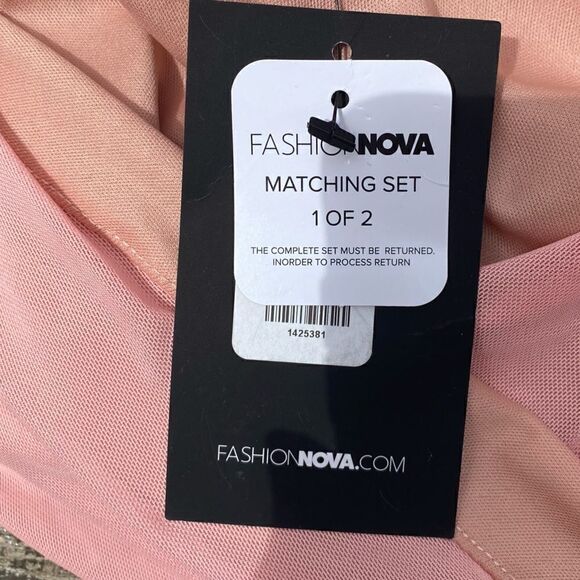 FASHIONNOVA
MATCHING SET
1 OF 2
THE COMPLETE SET MUST BE RETURNED.
INORDER TO PROCESS RETURN
1425381
FASHIONNOVA.COM